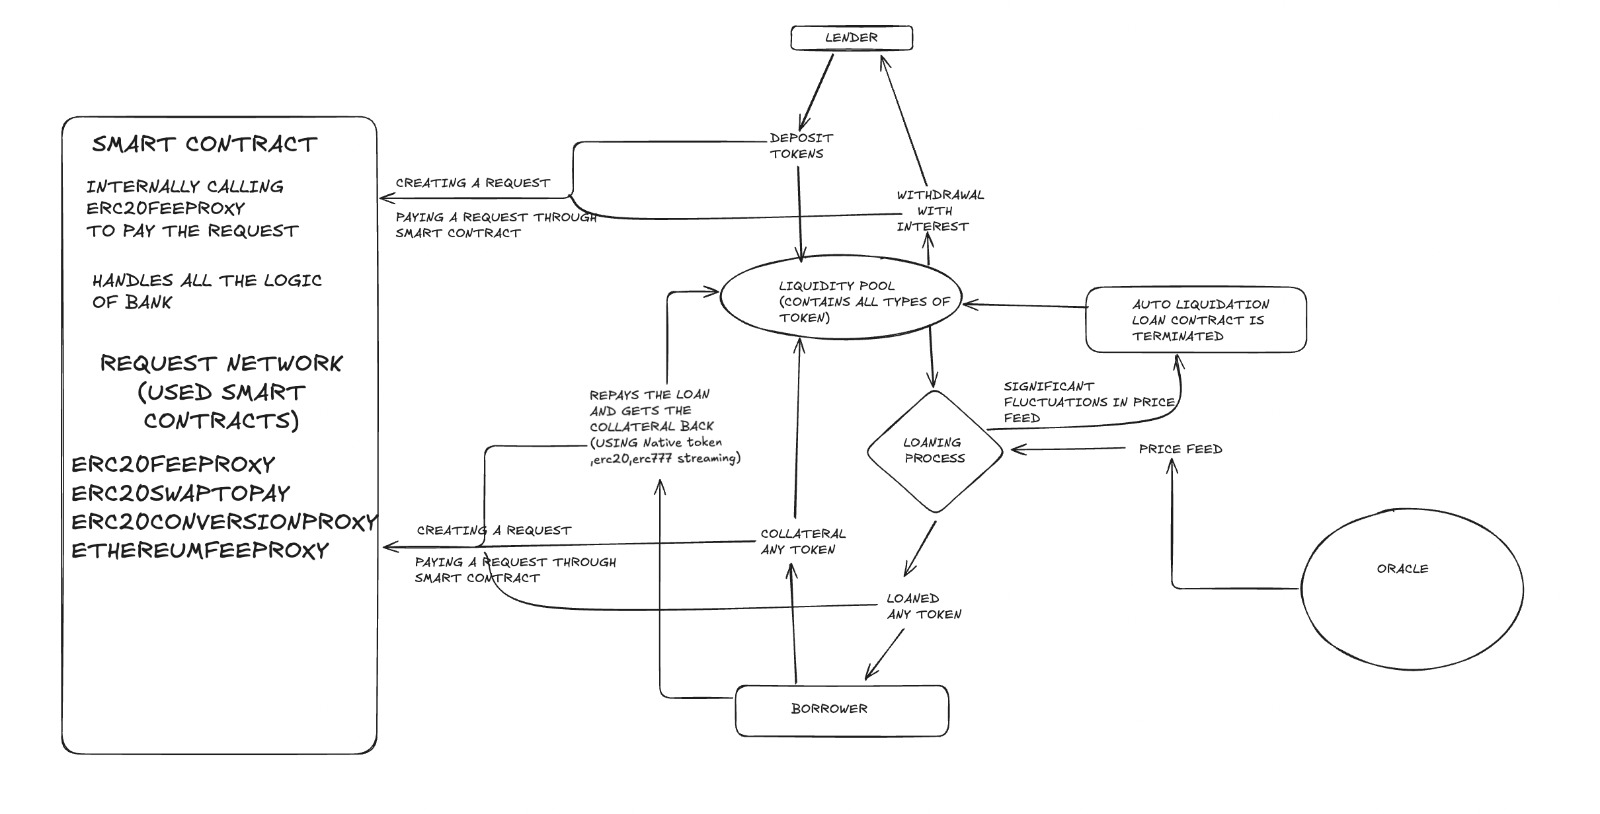 LENDER
SMART CONTRACT
INTERNALLY CALLING
ERC20FEEPROXY
TO PAY THE REQUEST
HANDLES ALL THE LOGIC
OF BANK
REQUEST NETWORK
(USED SMART
CONTRACTS)
ERC20FEEPROXY
ERC20SWAPTOPAY
ERC20CONVERSIONPROXY
ETHEREUMFEEPROXY
DEPOSIT
TOKENS
CREATING A REQUEST
PAYING A REQUEST THROUGH
SMART CONTRACT
WITHDRAWAL
WITH
INTEREST
LIQUIDITY POOL
(CONTAINS ALL TYPES OF
TOKEN)
AUTO LIQUIDATION
LOAN CONTRACT IS
TERMINATED
SIGNIFICANT
FLUCTUATIONS IN PRICE
FEED
REPAYS THE LOAN
AND GETS THE
COLLATERAL BACK
(USING Native token
,erc20,erc777 streaming)
LOANING
PROCESS
PRICE FEED
CREATING A REQUEST
PAYING A REQUEST THROUGH
SMART CONTRACT
COLLATERAL
ANY TOKEN
ORACLE
LOANED
ANY TOKEN
BORROWER